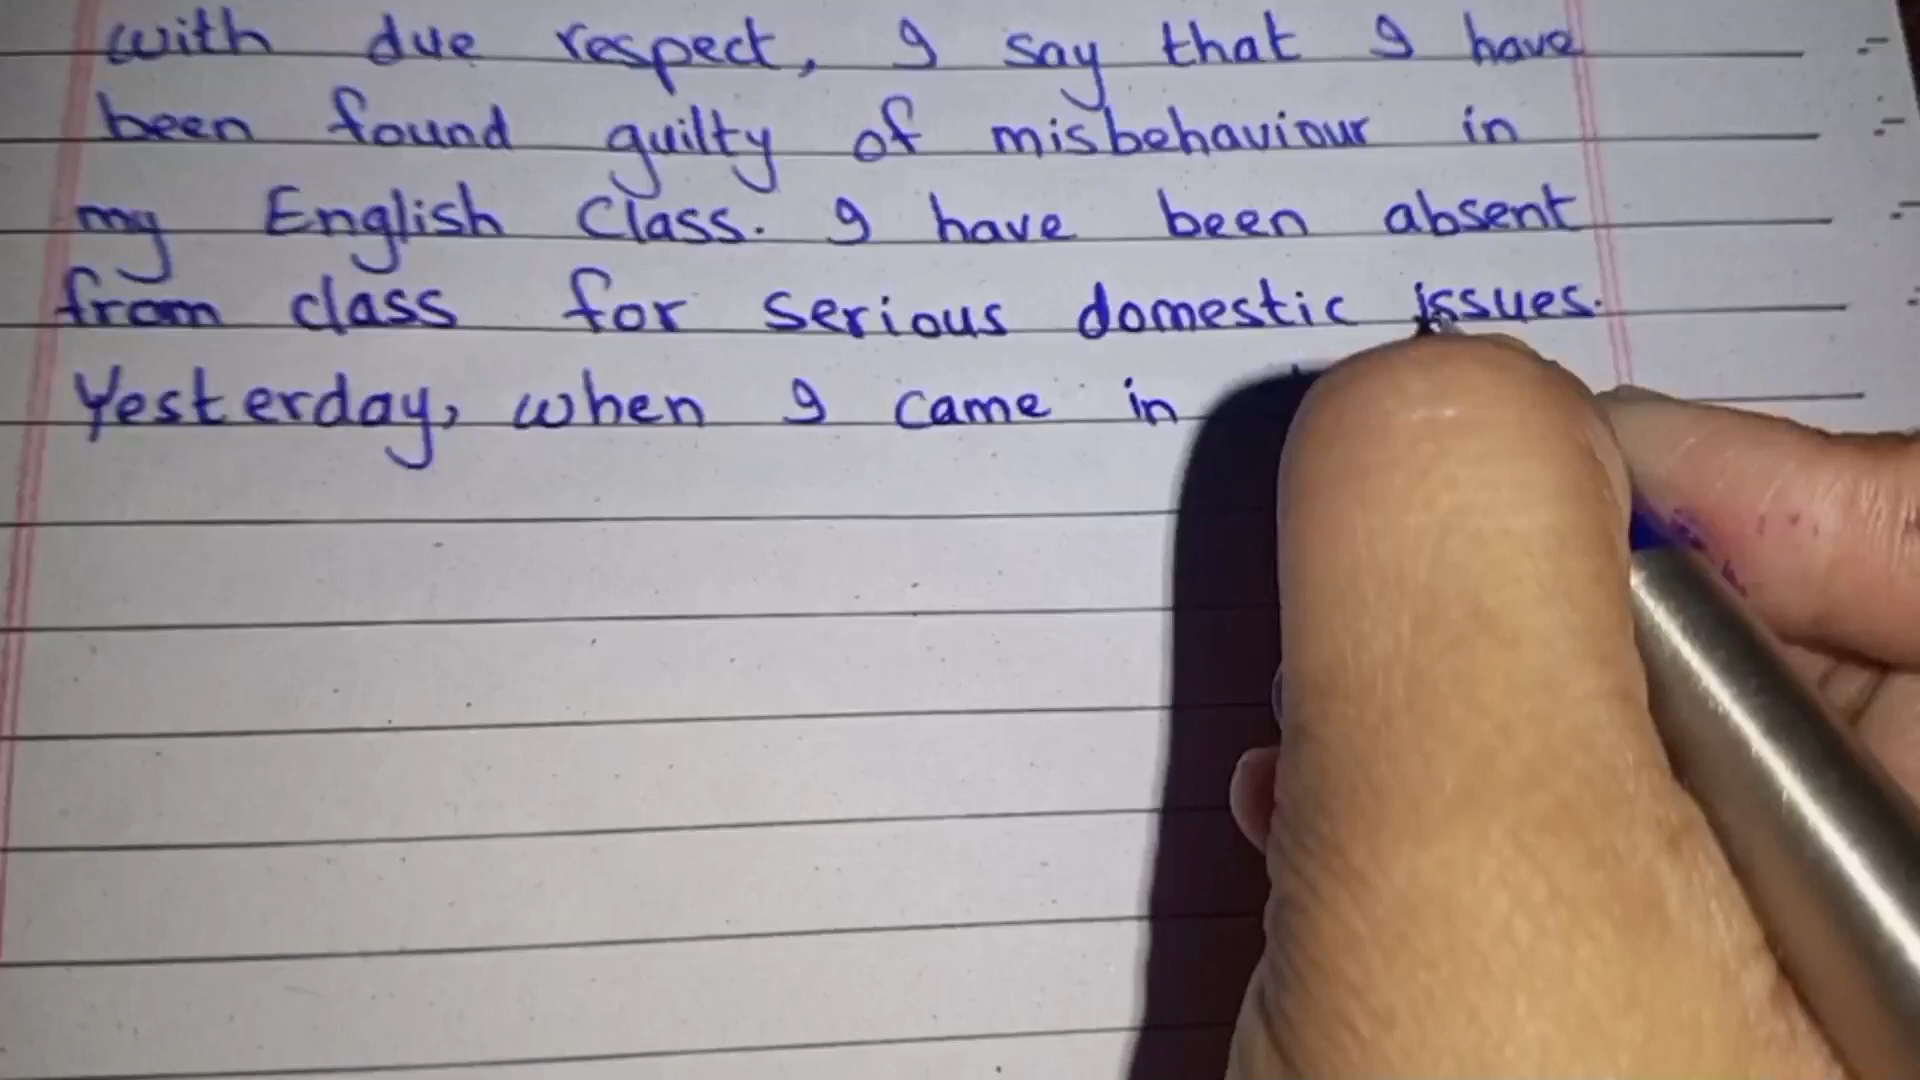 with due respect, I say that I have
been found guilty of misbehaviour in
my English Class. I have been absent
from class for serious domestic issues.
Yesterday, when I came in